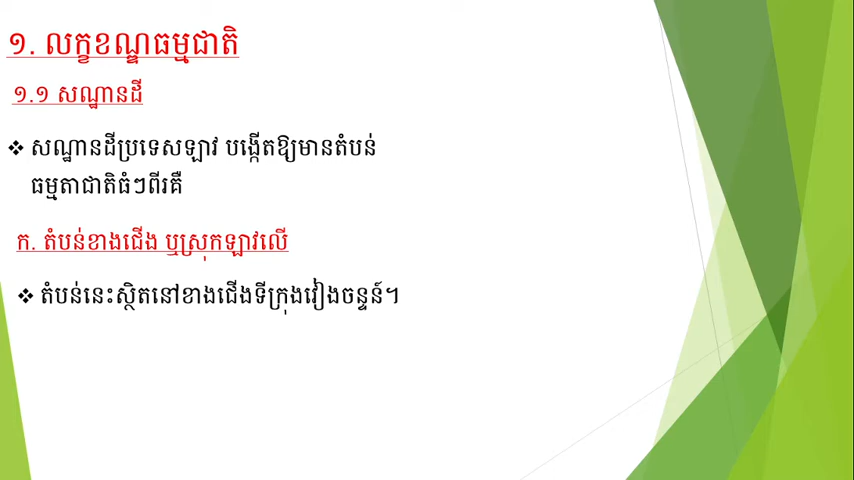 ១. លក្ខខណ្ឌធម្មជាតិ
១.១ សណ្ឋានដី
❖ សណ្ឋានដីប្រទេសឡាវ បង្កើតឱ្យមានតំបន់
ធម្មតាជាតិធំៗពីរគឺ
ក. តំបន់ខាងជើង ឬស្រុកឡាវលើ
❖ តំបន់នេះស្ថិតនៅខាងជើងទីក្រុងវៀងចន្ទន៍។